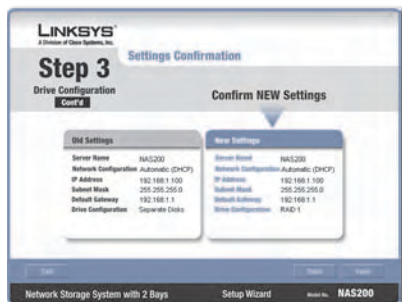 LINKSYS®
A Division of Cisco Systems, Inc.
Settings Confirmation
Step 3
Drive Configuration
Cont'd
Confirm NEW Settings
Old Settings
Server Name NAS200
Network Configuration Automatic (DHCP)
IP Address 192.168.1.100
Subnet Mask 255.255.255.0
Default Gateway 192.168.1.1
Drive Configuration Separate Disks
New Settings
Server Name NAS200
Network Configuration Automatic (DHCP)
IP Address 192.168.1.100
Subnet Mask 255.255.255.0
Default Gateway 192.168.1.1
Drive Configuration RAID 1
Exit
Network Storage System with 2 Bays Setup Wizard Model No. NAS200